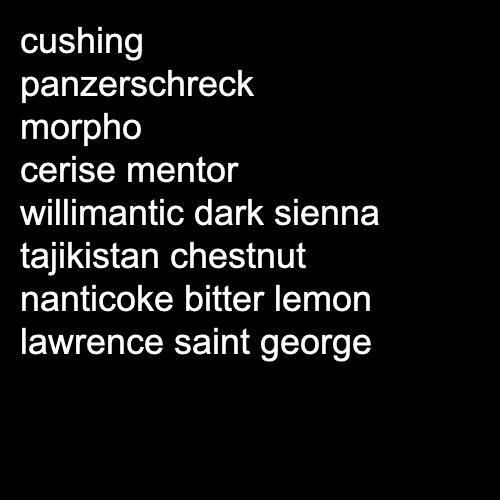 cushing
panzerschreck
morpho
cerise mentor
willimantic dark sienna
tajikistan chestnut
nanticoke bitter lemon
lawrence saint george